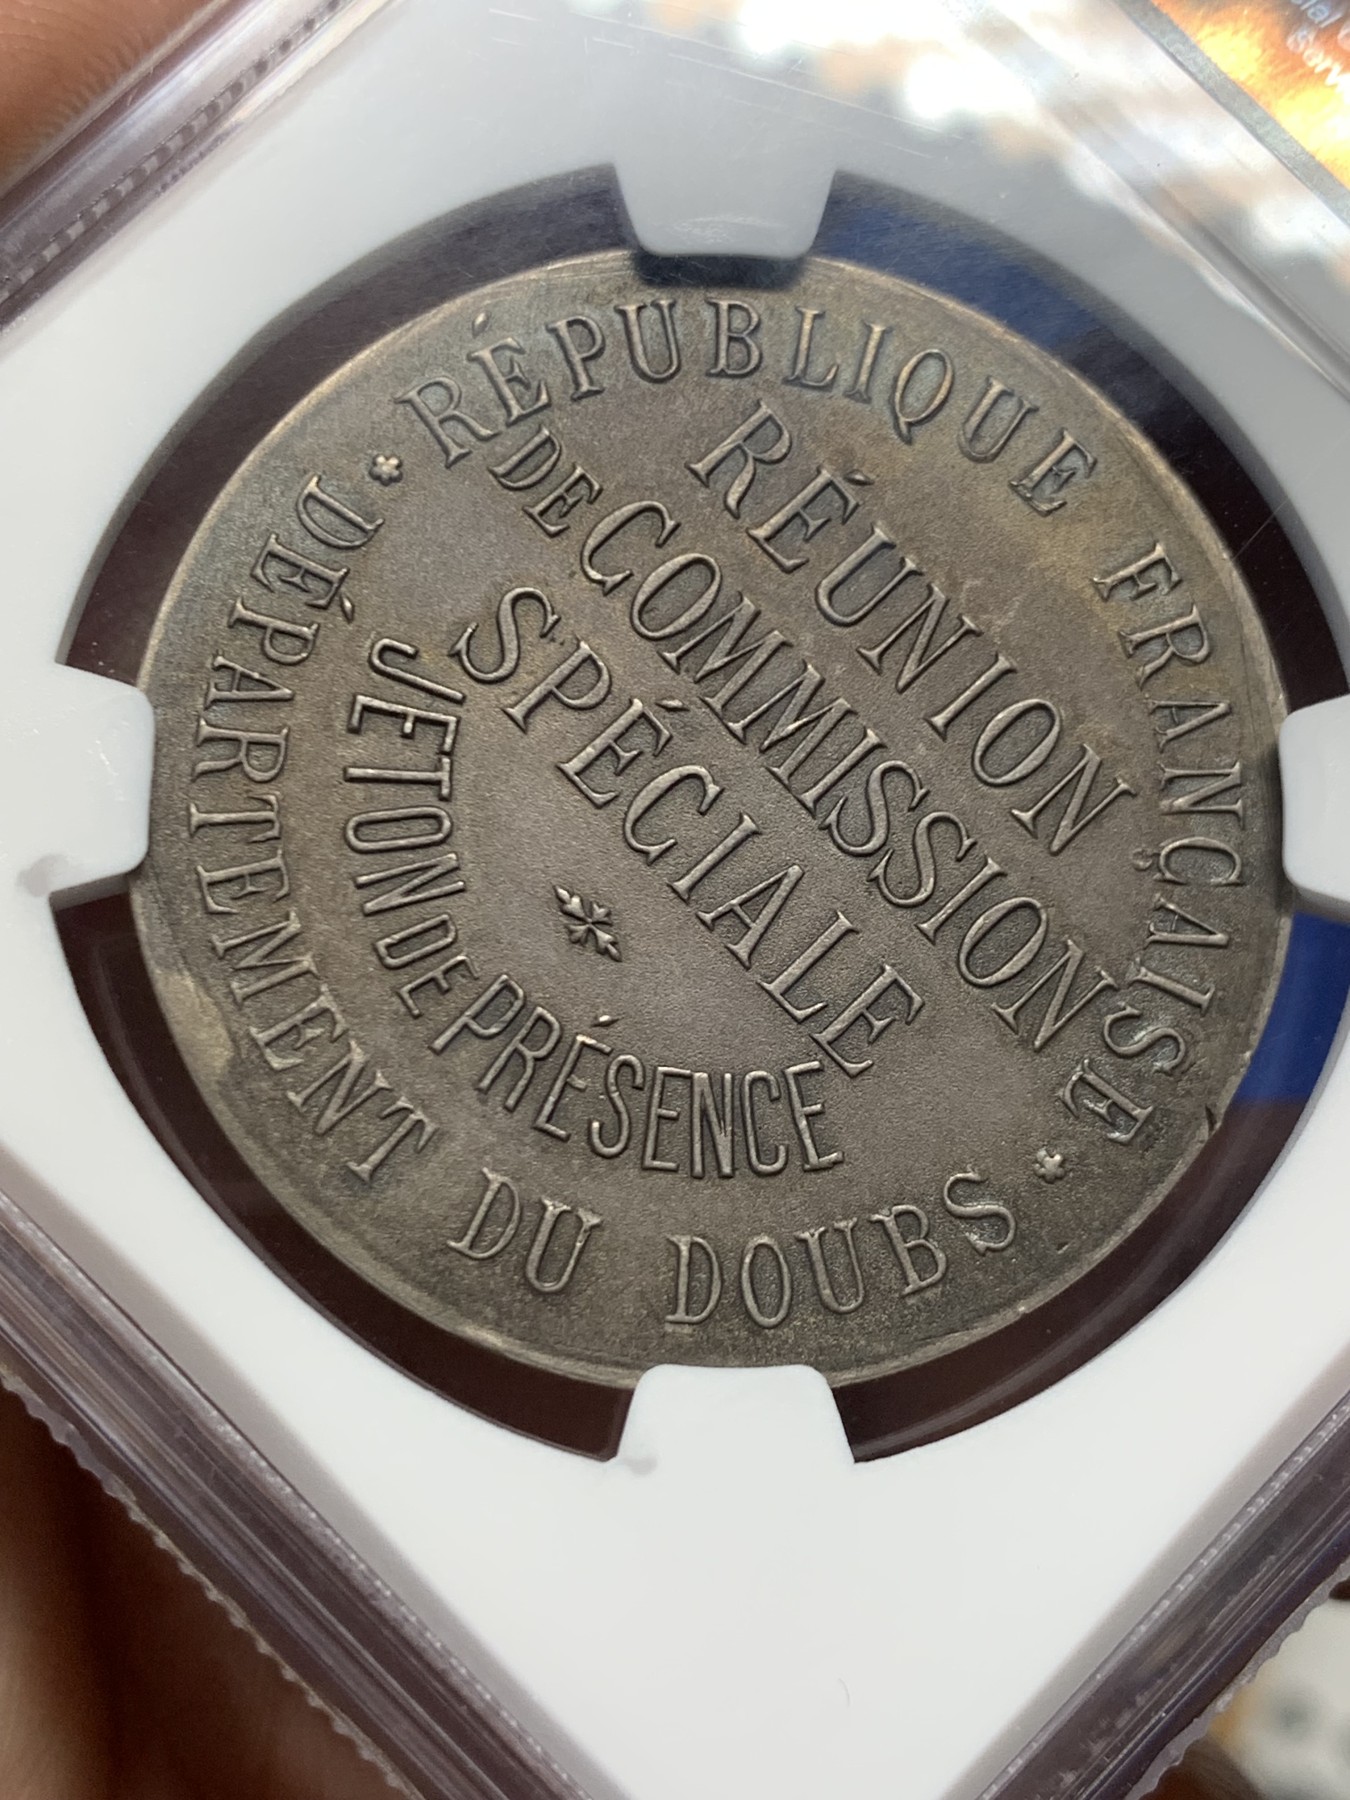 RÉPUBLIQUE FRANÇAISE
RÉUNION
DE COMMISSION
SPÉCIALE
JETON DE PRÉSENCE
* DÉPARTEMENT DU DOUBS *